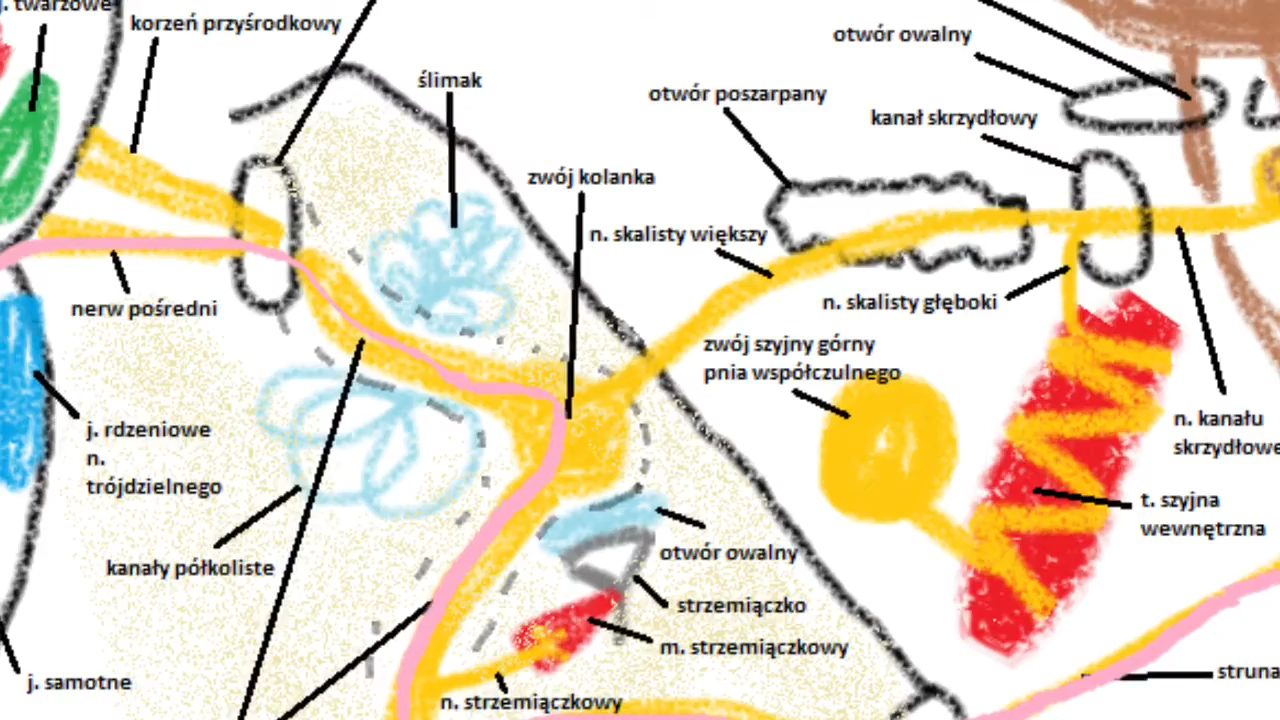 j. twarzowe
korzeń przyśrodkowy
otwór owalny
ślimak
otwór poszarpany
kanał skrzydłowy
zwój kolanka
n. skalisty większy
nerw pośredni
n. skalisty głęboki
zwój szyjny górny
pnia współczulnego
j. rdzeniowe
n.
trójdzielnego
n. kanału
skrzydłowe
t. szyjna
wewnętrzna
kanały półkoliste
otwór owalny
strzemiączko
m. strzemiączkowy
j. samotne
struna
n. strzemiączkowy